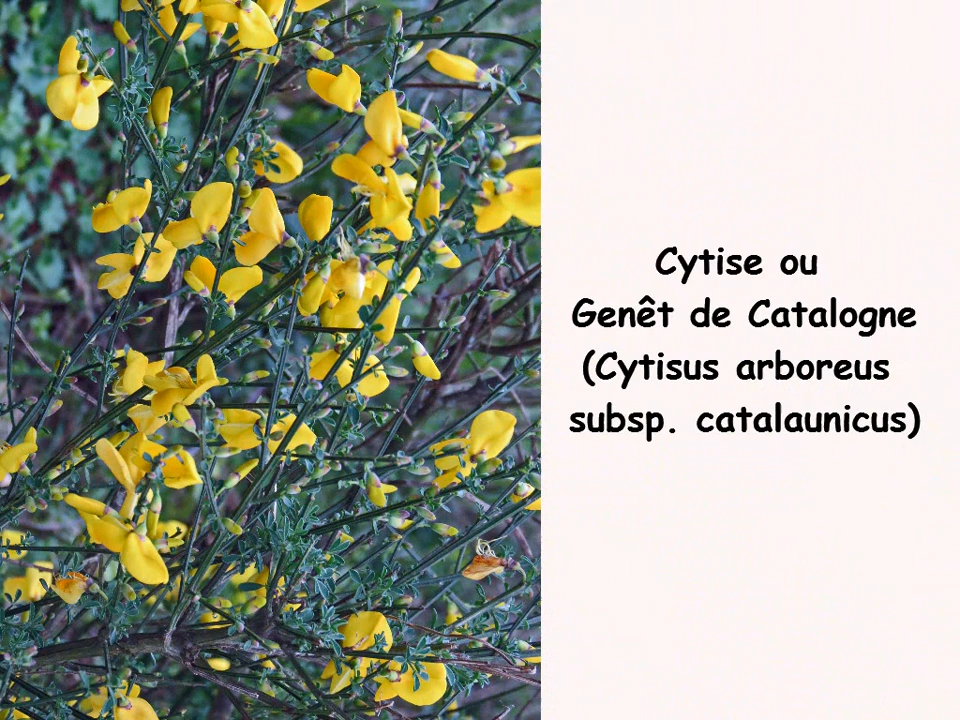 Cytise ou
Genêt de Catalogne
(Cytisus arboreus
subsp. catalaunicus)